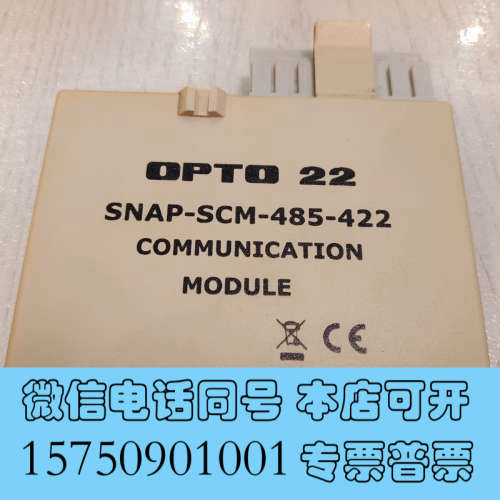 OPTO 22
SNAP-SCM-485-422
COMMUNICATION
MODULE
CE
微信电话同号 本店可开
15750901001 专票普票